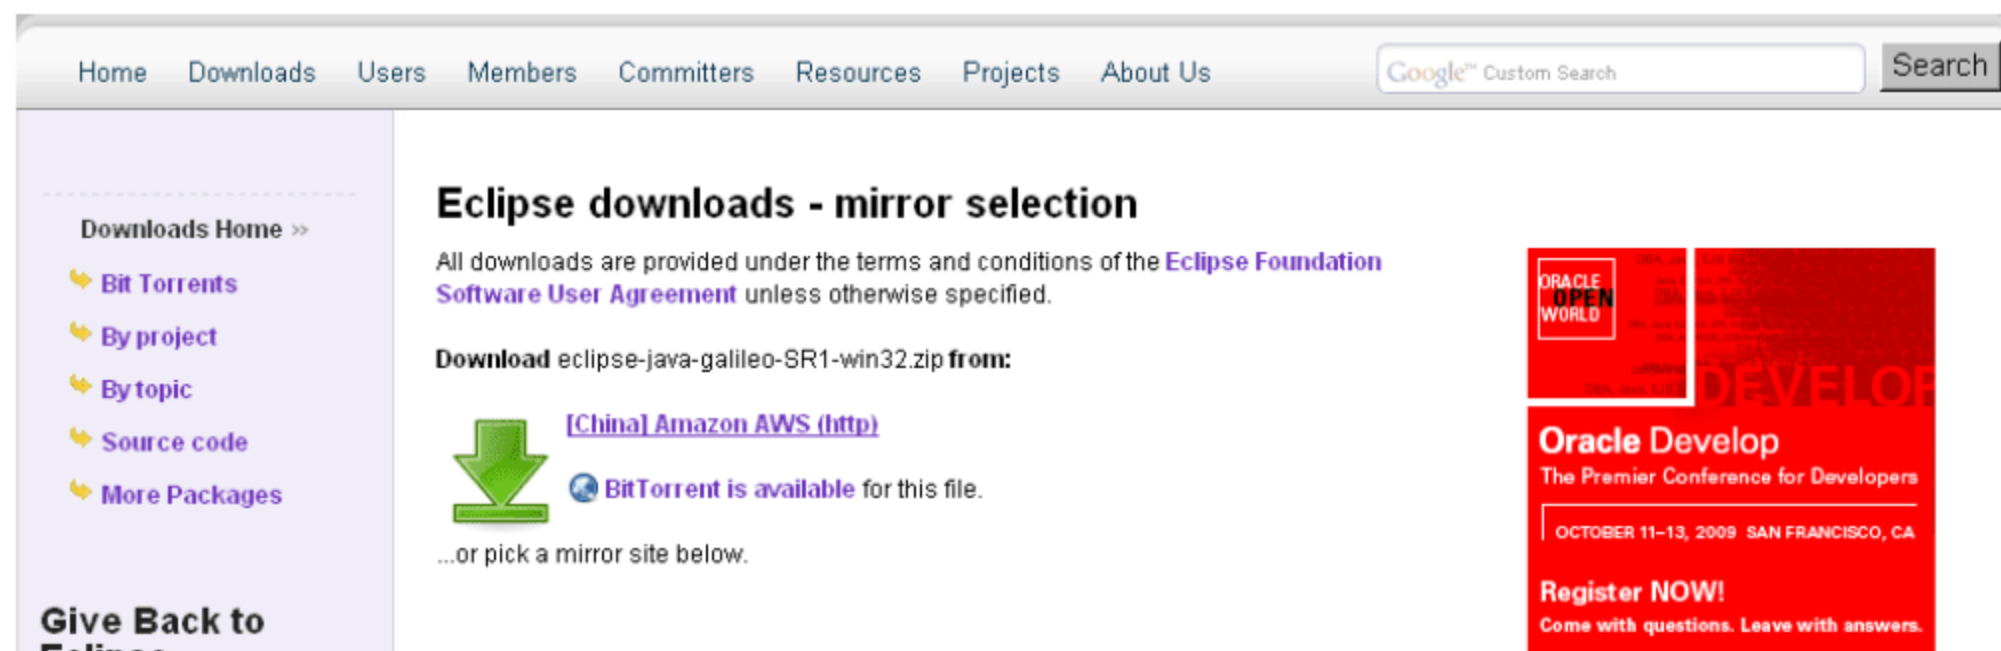 Home Downloads Users Members Committers Resources Projects About Us Google™ Custom Search Search
Downloads Home »
Bit Torrents
By project
By topic
Source code
More Packages
Give Back to
Eclipse
Eclipse downloads - mirror selection
All downloads are provided under the terms and conditions of the Eclipse Foundation
Software User Agreement unless otherwise specified.
Download eclipse-java-galileo-SR1-win32.zip from:
[China] Amazon AWS (http)
BitTorrent is available for this file.
...or pick a mirror site below.
ORACLE
OPEN
WORLD
DEVELOP
Oracle Develop
The Premier Conference for Developers
OCTOBER 11–13, 2009 SAN FRANCISCO, CA
Register NOW!
Come with questions. Leave with answers.